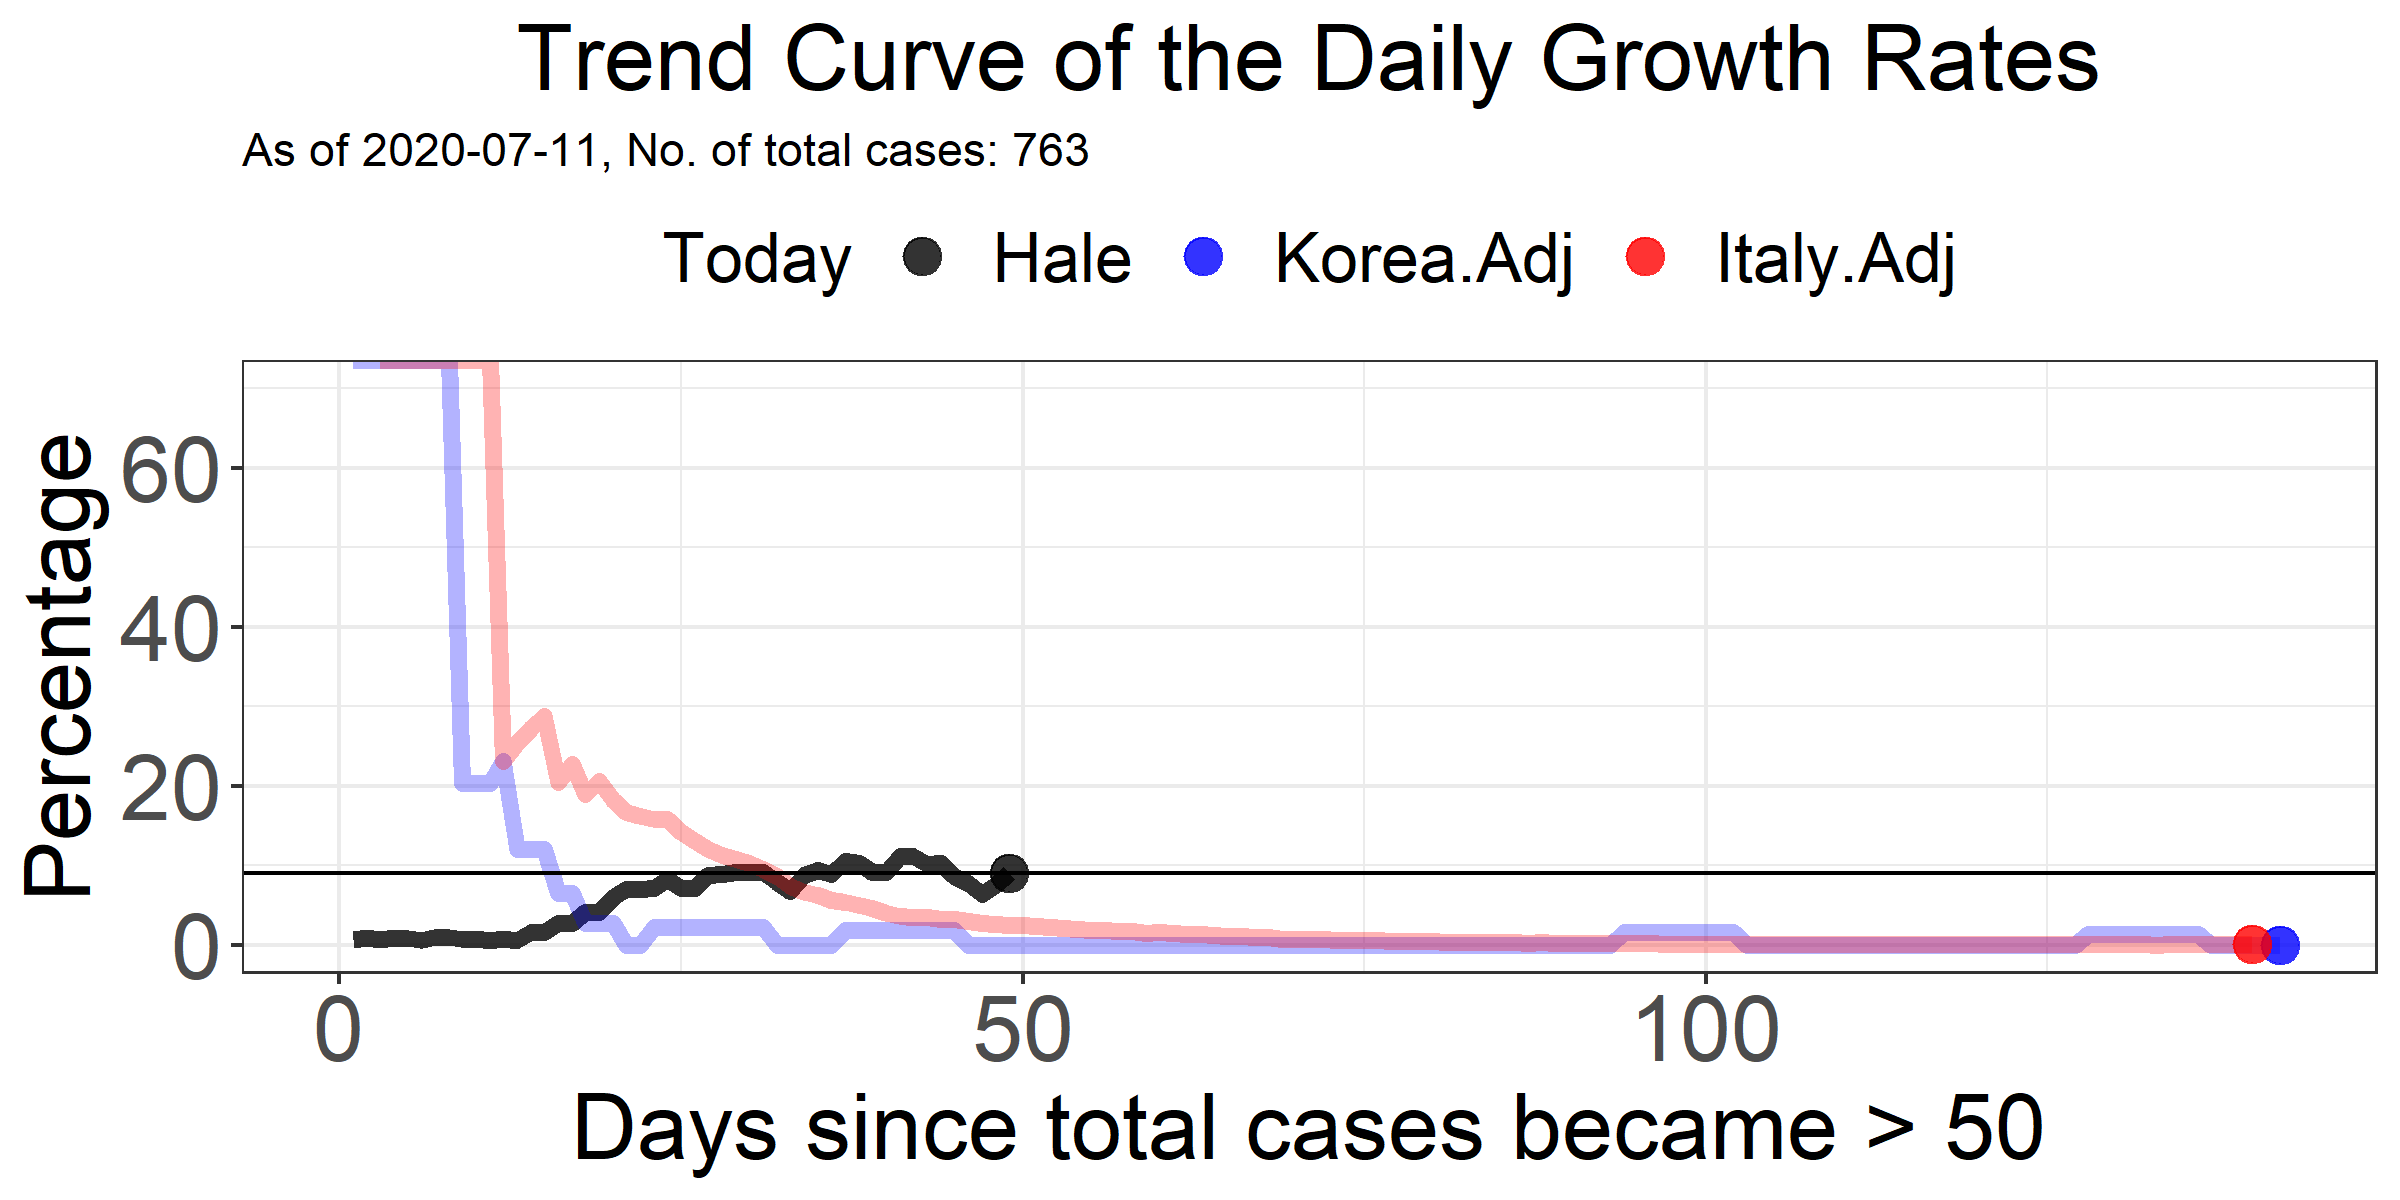 Trend Curve of the Daily Growth Rates
As of 2020-07-11, No. of total cases: 763
Today Hale Korea.Adj Italy.Adj
Percentage
60
40
20
0
0 50 100
Days since total cases became > 50